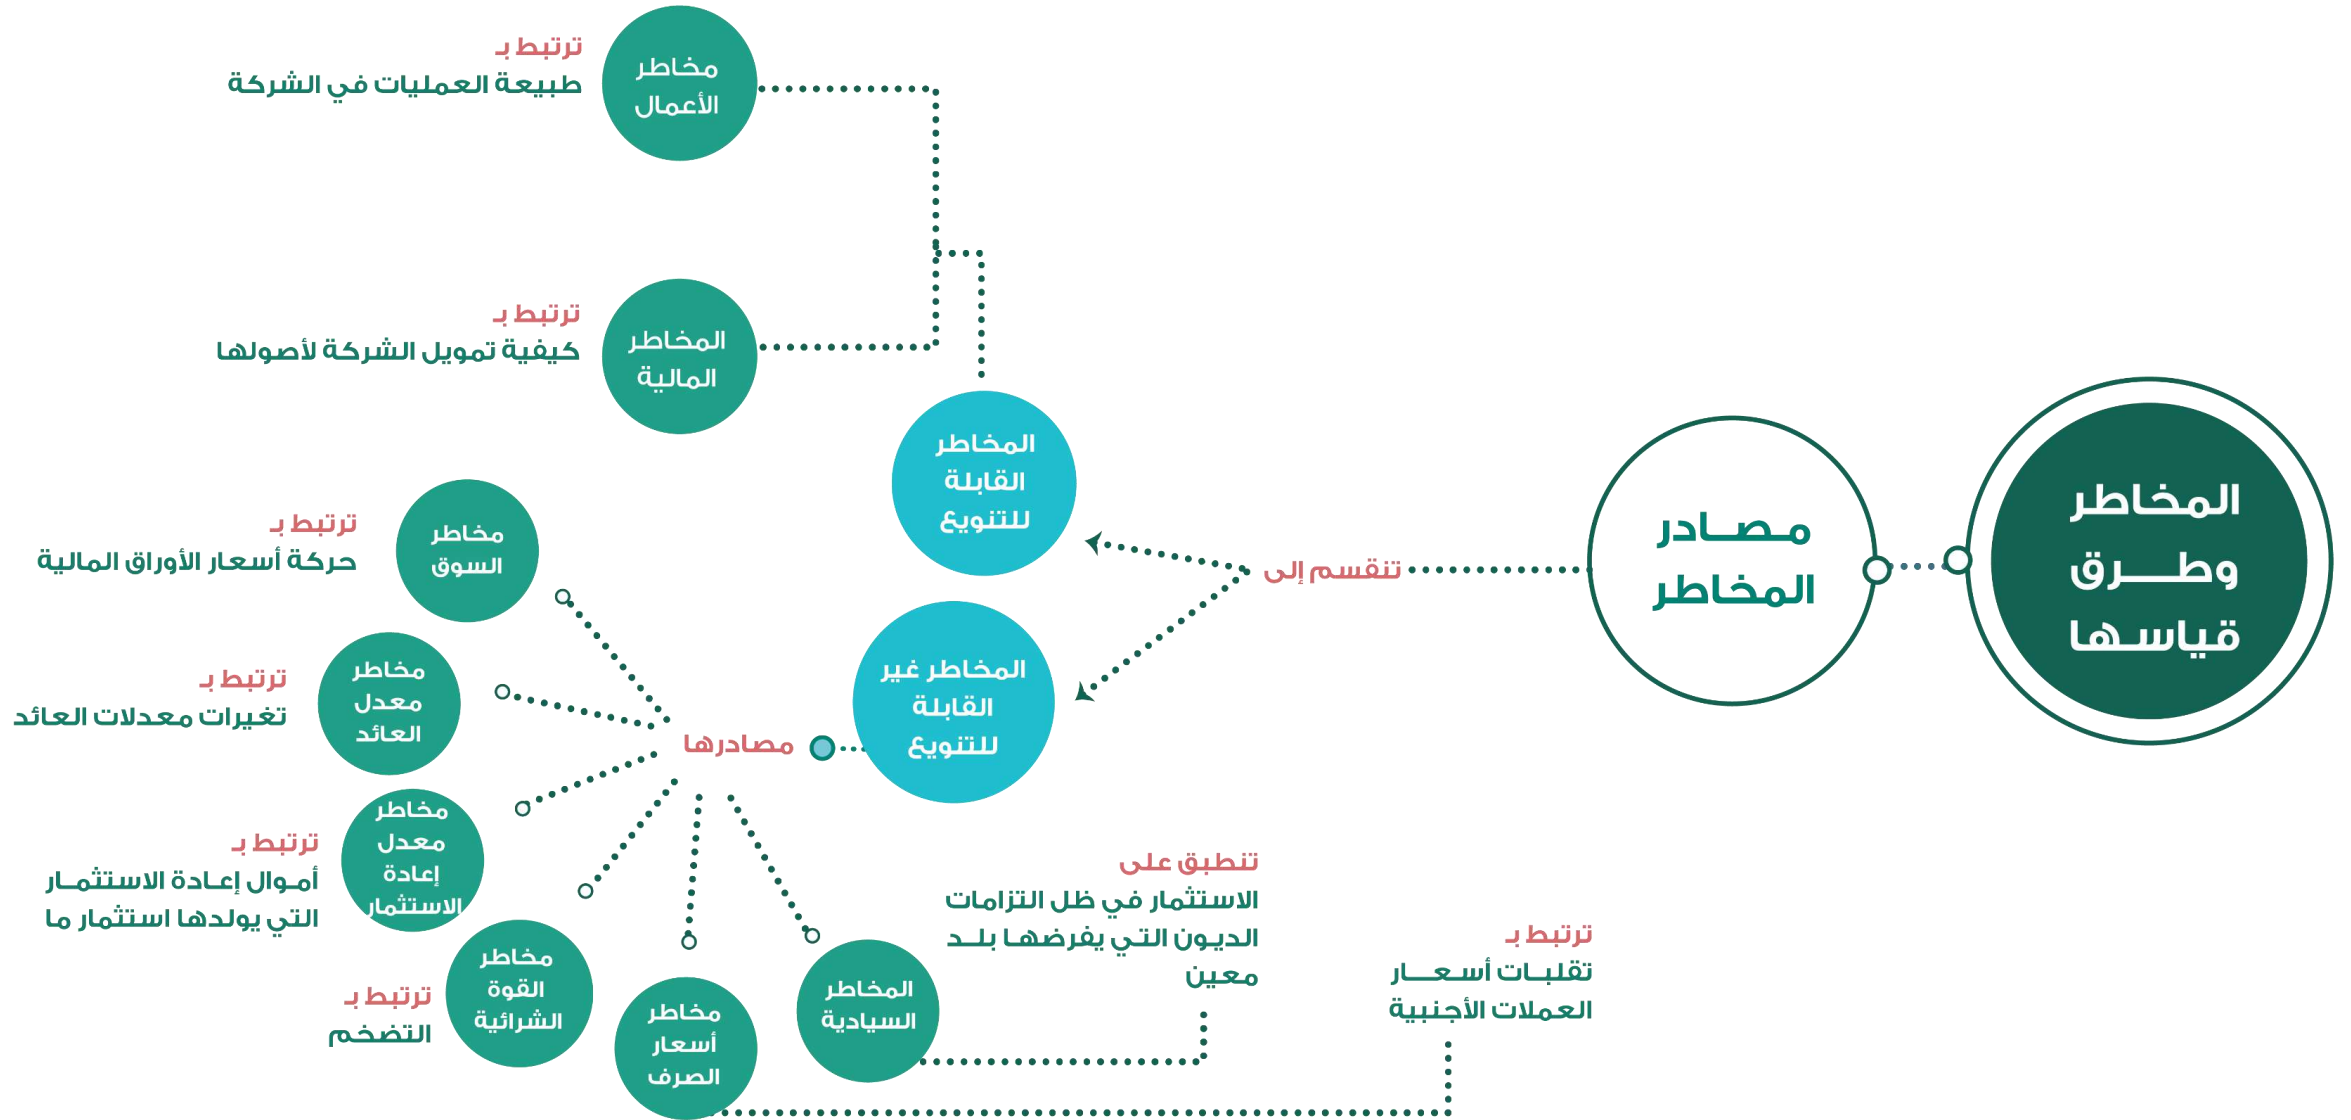 المخاطر
وطـــرق
قياسـها
مـصــادر
المخاطر
تنقسم إلى
المخاطر
القابلة
للتنويع
مخاطر
الأعمال
ترتبط بـ
طبيعة العمليات في الشركة
المخاطر
المالية
ترتبط بـ
كيفية تمويل الشركة لأصولها
المخاطر غير
القابلة
للتنويع
مصادرها
مخاطر
السوق
ترتبط بـ
حركة أسعار الأوراق المالية
مخاطر
معدل
العائد
ترتبط بـ
تغيرات معدلات العائد
مخاطر
معدل
إعادة
الاستثمار
ترتبط بـ
أمـوال إعـادة الاستثمـار
التي يولدها استثمار ما
مخاطر
القوة
الشرائية
ترتبط بـ
التضخم
مخاطر
أسعار
الصرف
ترتبط بـ
تقلبـات أسـعــار
العملات الأجنبية
المخاطر
السيادية
تنطبق على
الاستثمار في ظل التزامات
الديـون التـي يفرضهـا بلــد
معين